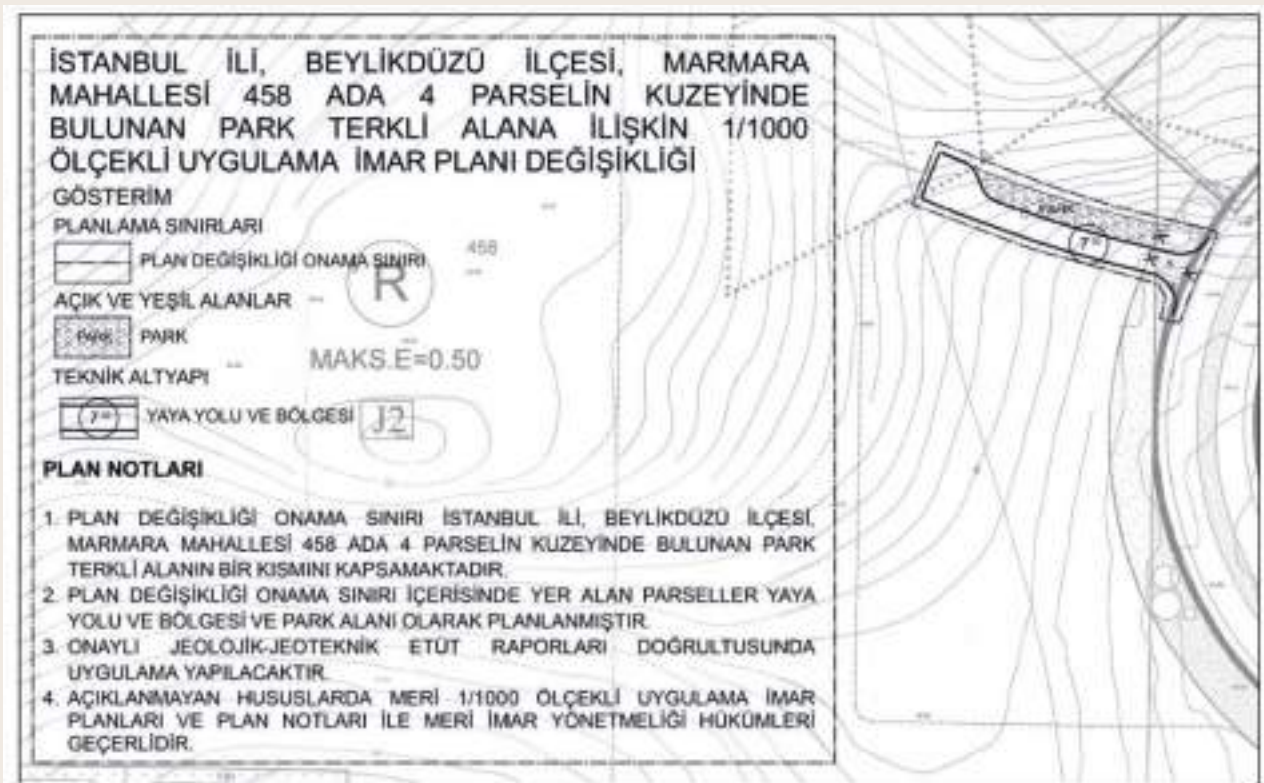 İSTANBUL İLİ, BEYLİKDÜZÜ İLÇESİ, MARMARA
MAHALLESİ 458 ADA 4 PARSELİN KUZEYİNDE
BULUNAN PARK TERKLİ ALANA İLİŞKİN 1/1000
ÖLÇEKLİ UYGULAMA İMAR PLANI DEĞİŞİKLİĞİ
GÖSTERİM
PLANLAMA SINIRLARI
PLAN DEĞİŞİKLİĞİ ONAMA SINIRI
458
R
AÇIK VE YEŞİL ALANLAR
PARK PARK
MAKS.E=0.50
TEKNİK ALTYAPI
7 YAYA YOLU VE BÖLGESİ J2
PLAN NOTLARI
1. PLAN DEĞİŞİKLİĞİ ONAMA SINIRI İSTANBUL İLİ, BEYLİKDÜZÜ İLÇESİ,
MARMARA MAHALLESİ 458 ADA 4 PARSELİN KUZEYİNDE BULUNAN PARK
TERKLİ ALANIN BİR KISMINI KAPSAMAKTADIR.
2. PLAN DEĞİŞİKLİĞİ ONAMA SINIRI İÇERİSİNDE YER ALAN PARSELLER YAYA
YOLU VE BÖLGESİ VE PARK ALANI OLARAK PLANLANMIŞTIR.
3. ONAYLI JEOLOJİK-JEOTEKNİK ETÜT RAPORLARI DOĞRULTUSUNDA
UYGULAMA YAPILACAKTIR.
4. AÇIKLANMAYAN HUSUSLARDA MERİ 1/1000 ÖLÇEKLİ UYGULAMA İMAR
PLANLARI VE PLAN NOTLARI İLE MERİ İMAR YÖNETMELİĞİ HÜKÜMLERİ
GEÇERLİDİR.
PARK
7